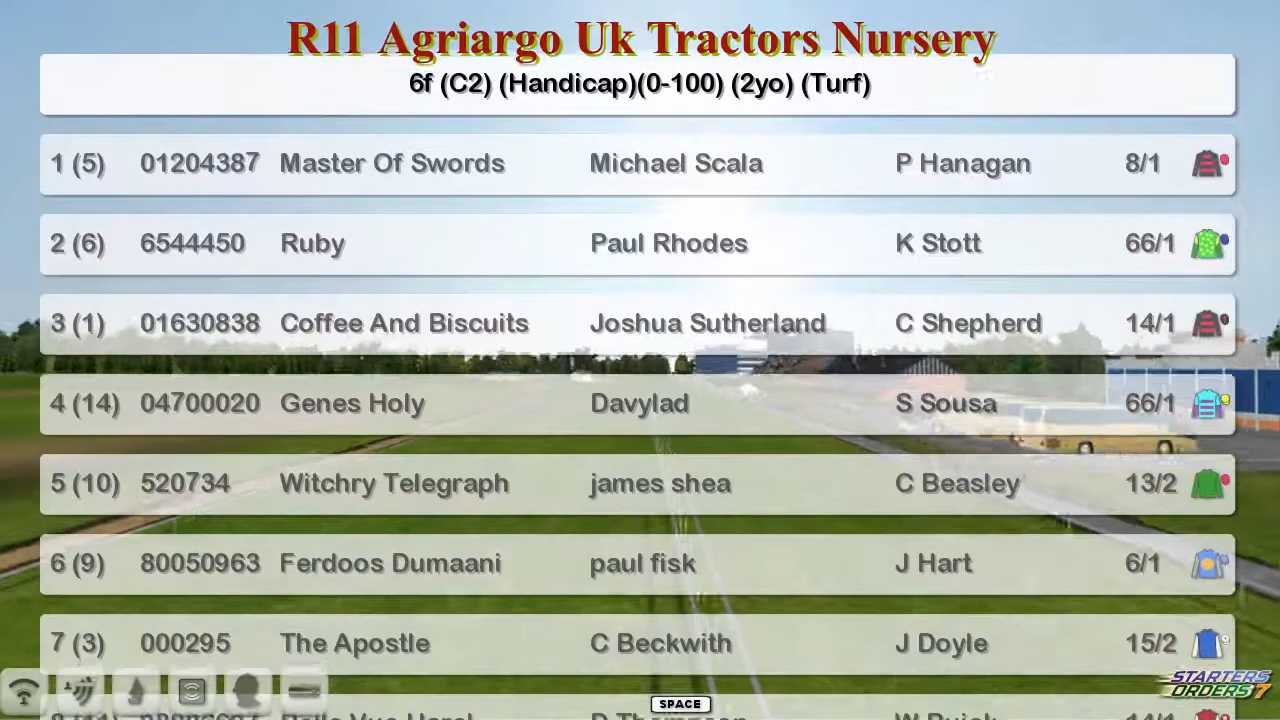 R11 Agriargo Uk Tractors Nursery
6f (C2) (Handicap)(0-100) (2yo) (Turf)
1 (5) 01204387 Master Of Swords Michael Scala P Hanagan 8/1
2 (6) 6544450 Ruby Paul Rhodes K Stott 66/1
3 (1) 01630838 Coffee And Biscuits Joshua Sutherland C Shepherd 14/1
4 (14) 04700020 Genes Holy Davylad S Sousa 66/1
5 (10) 520734 Witchry Telegraph james shea C Beasley 13/2
6 (9) 80050963 Ferdoos Dumaani paul fisk J Hart 6/1
7 (3) 000295 The Apostle C Beckwith J Doyle 15/2
STARTERS ORDERS 7
SPACE